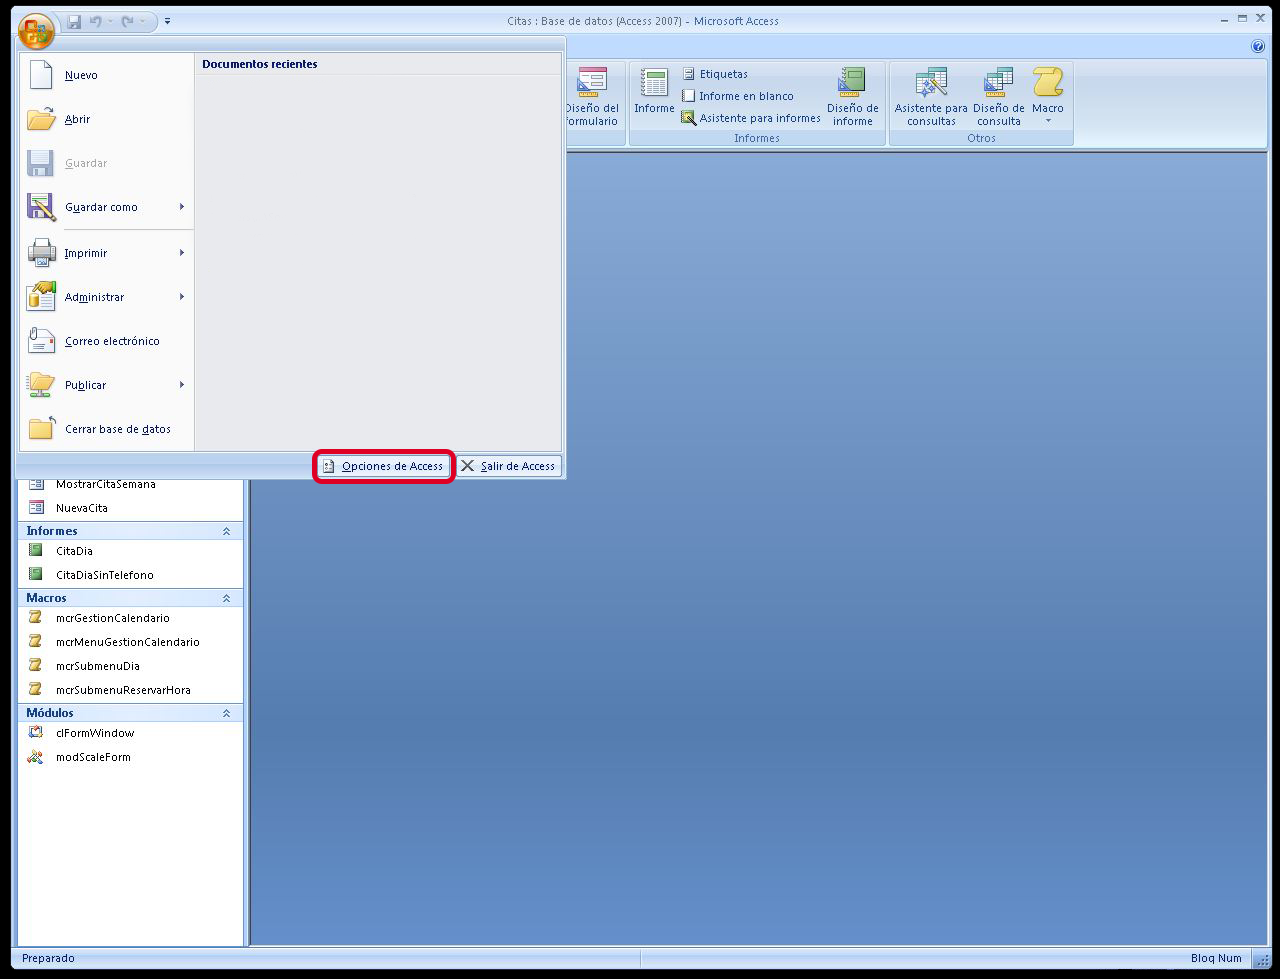 Citas : Base de datos (Access 2007) - Microsoft Access
Nuevo
Abrir
Guardar
Guardar como
Imprimir
Administrar
Correo electrónico
Publicar
Cerrar base de datos
Documentos recientes
Opciones de Access
Salir de Access
Diseño del
formulario
Informe
Etiquetas
Informe en blanco
Asistente para informes
Diseño de
informe
Informes
Asistente para
consultas
Diseño de
consulta
Macro
Otros
MostrarCitaSemana
NuevaCita
Informes
CitaDia
CitaDiaSinTelefono
Macros
mcrGestionCalendario
mcrMenuGestionCalendario
mcrSubmenuDia
mcrSubmenuReservarHora
Módulos
clFormWindow
modScaleForm
Preparado
Bloq Num